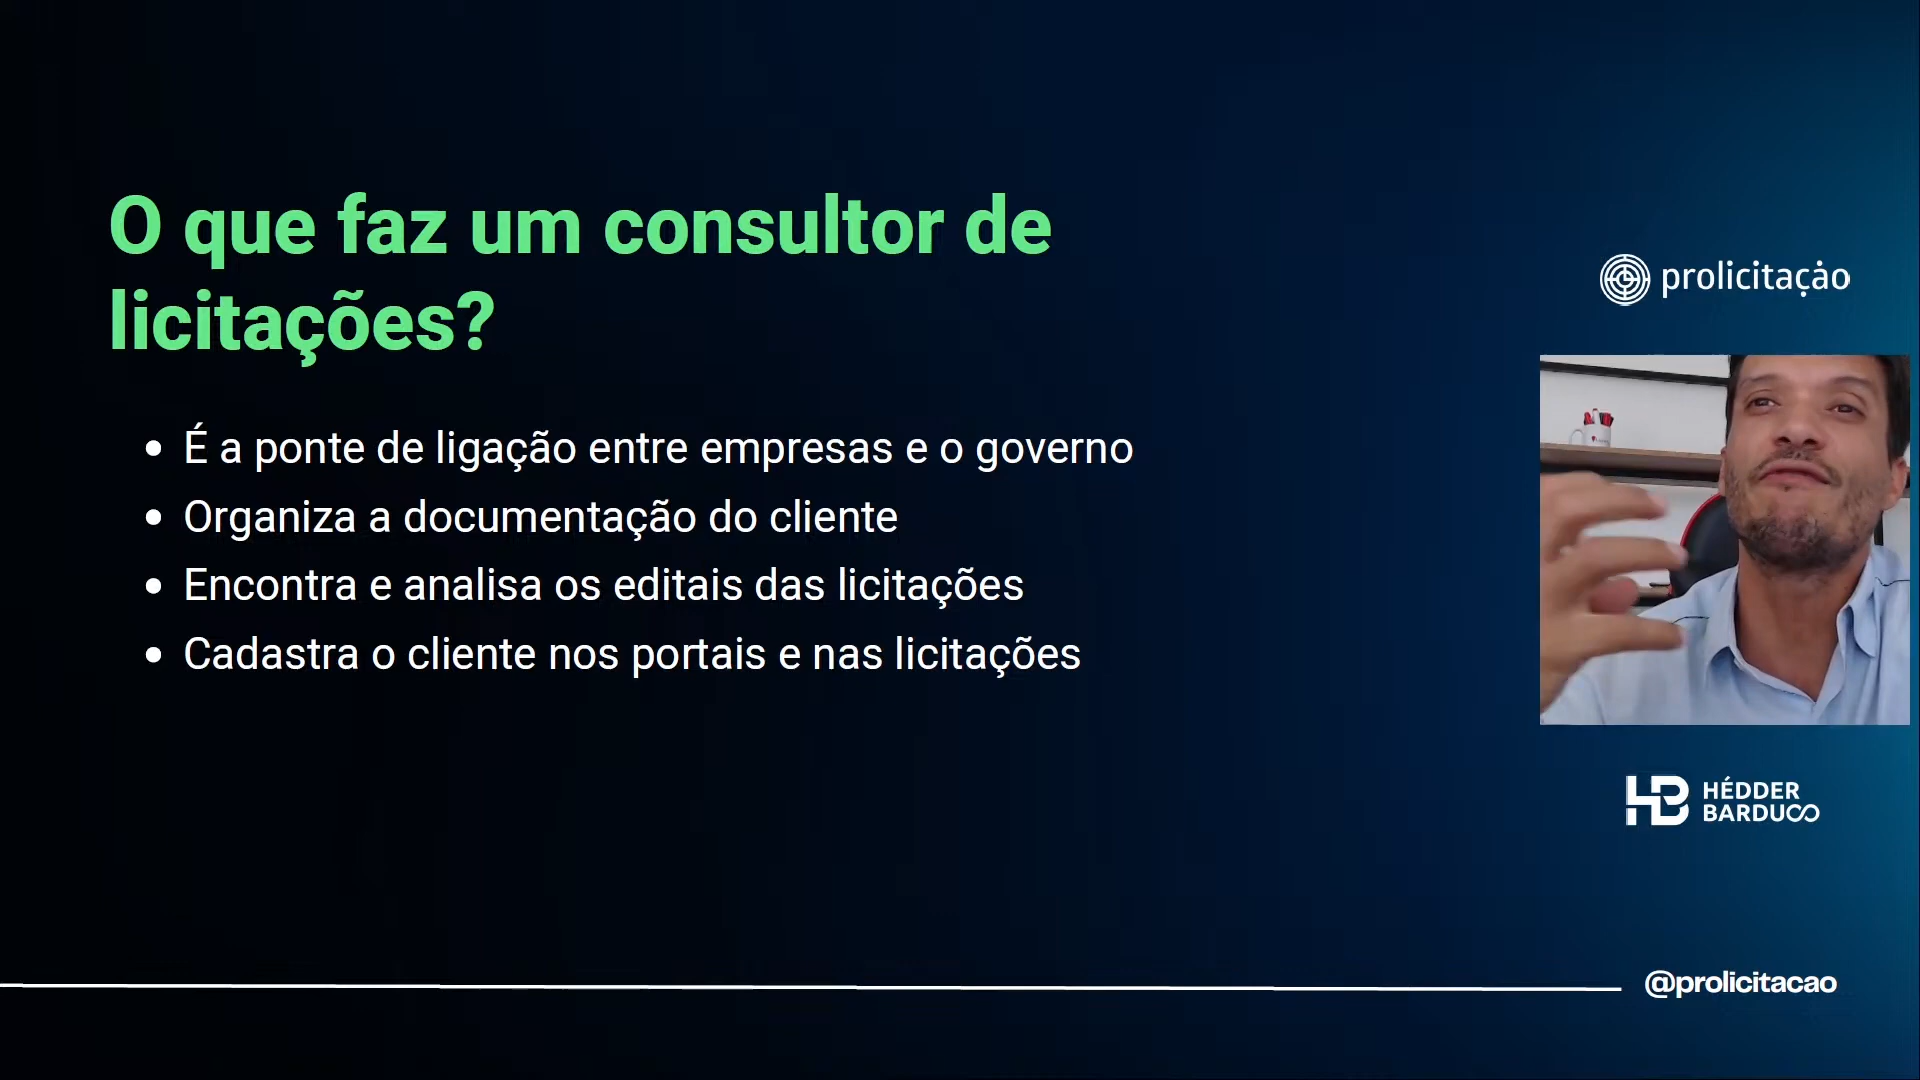 O que faz um consultor de
licitações?
• É a ponte de ligação entre empresas e o governo
• Organiza a documentação do cliente
• Encontra e analisa os editais das licitações
• Cadastra o cliente nos portais e nas licitações
prolicitação
HÉDDER
BARDUCO
@prolicitacao